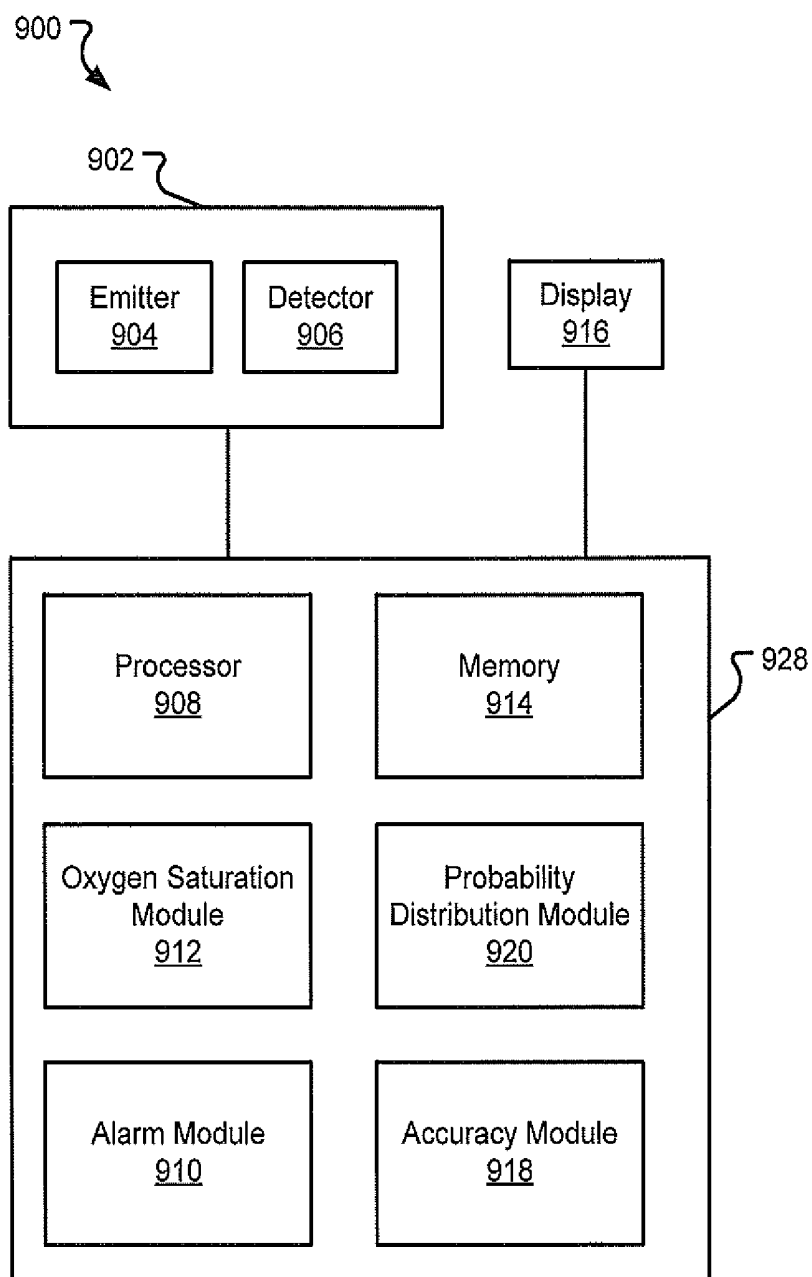 900
902
Emitter
904
Detector
906
Display
916
Processor
908
Memory
914
928
Oxygen Saturation
Module
912
Probability
Distribution Module
920
Alarm Module
910
Accuracy Module
918